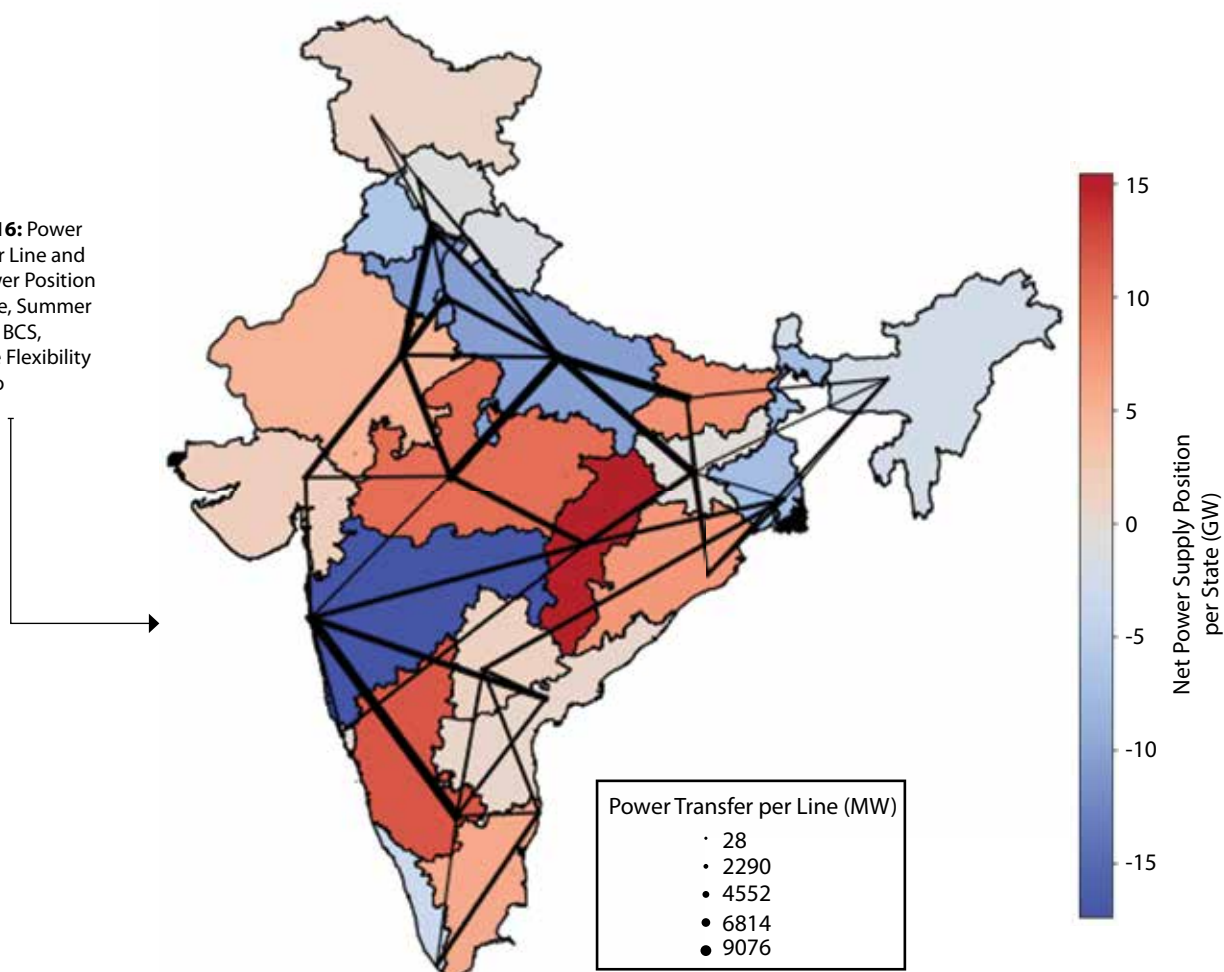 16: Power
r Line and
er Position
e, Summer
BCS,
e Flexibility
o
15
10
5
0
-5
-10
-15
Net Power Supply Position
per State (GW)
Power Transfer per Line (MW)
28
2290
4552
6814
9076